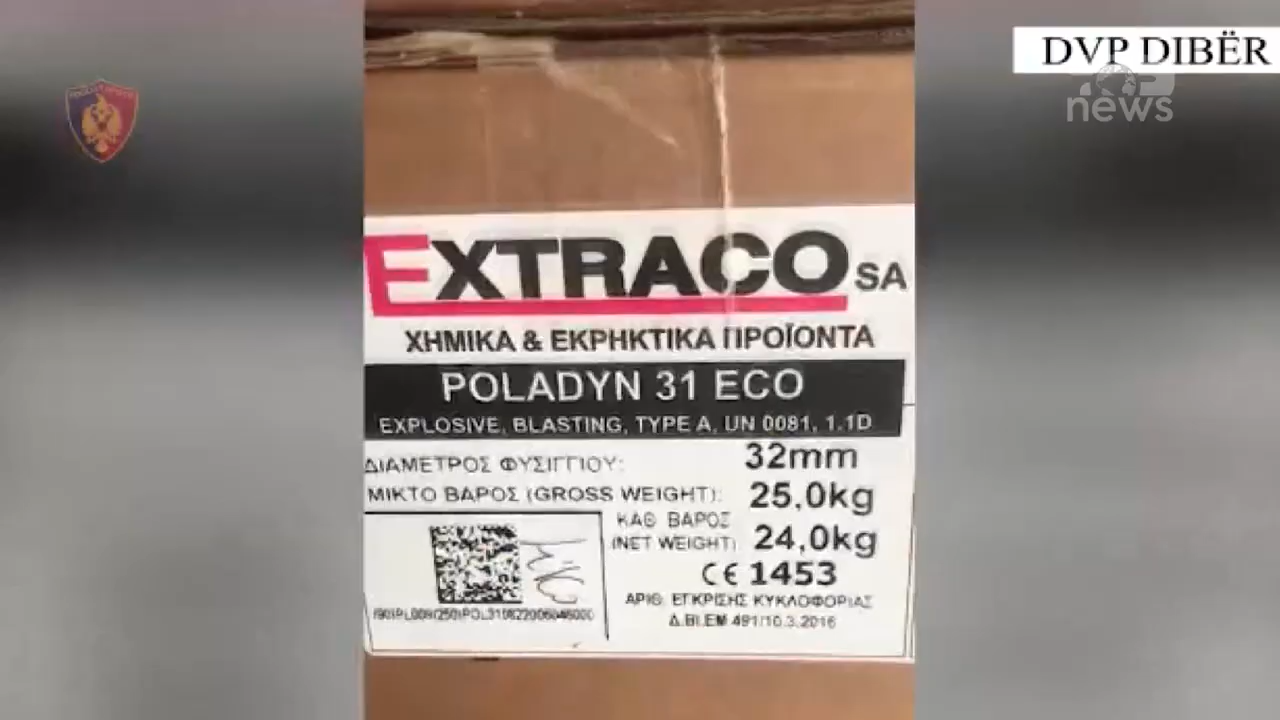 DVP DIBËR
news
EXTRACO SA
ΧΗΜΙΚΑ & ΕΚΡΗΚΤΙΚΑ ΠΡΟΪΟΝΤΑ
POLADYN 31 ECO
EXPLOSIVE, BLASTING, TYPE A, UN 0081, 1.1D
ΔΙΑΜΕΤΡΟΣ ΦΥΣΙΓΓΙΟΥ: 32mm
ΜΙΚΤΟ ΒΑΡΟΣ (GROSS WEIGHT): 25,0kg
ΚΑΘ ΒΑΡΟΣ
(NET WEIGHT) 24,0kg
CE 1453
ΑΡΙΘ. ΕΓΚΡΙΣΗΣ ΚΥΚΛΟΦΟΡΙΑΣ
Δ.ΒΙ.ΕΜ 491/10.3.2016